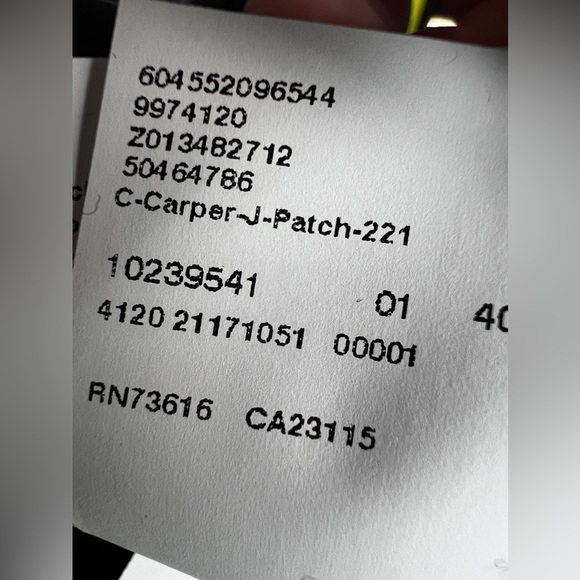 604552096544
9974120
Z013482712
50464786
C-Carper-J-Patch-221
10239541 01 40
4120 21171051 00001
RN73616 CA23115